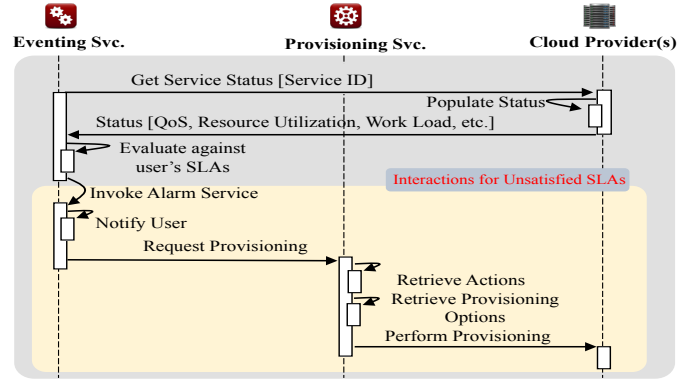 Eventing Svc.
Provisioning Svc.
Cloud Provider(s)
Get Service Status [Service ID]
Populate Status
Status [QoS, Resource Utilization, Work Load, etc.]
Evaluate against
user's SLAs
Interactions for Unsatisfied SLAs
Invoke Alarm Service
Notify User
Request Provisioning
Retrieve Actions
Retrieve Provisioning
Options
Perform Provisioning